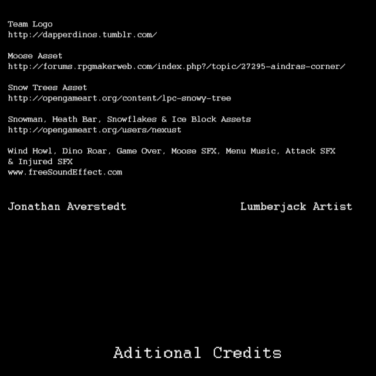 Team Logo
http://dapperdinos.tumblr.com/
Moose Asset
http://forums.rpgmakerweb.com/index.php?/topic/27295-aindras-corner/
Snow Trees Asset
http://opengameart.org/content/lpc-snowy-tree
Snowman, Heath Bar, Snowflakes & Ice Block Assets
http://opengameart.org/users/nexust
Wind Howl, Dino Roar, Game Over, Moose SFX, Menu Music, Attack SFX
& Injured SFX
www.freeSoundEffect.com
Jonathan Averstedt Lumberjack Artist
Aditional Credits